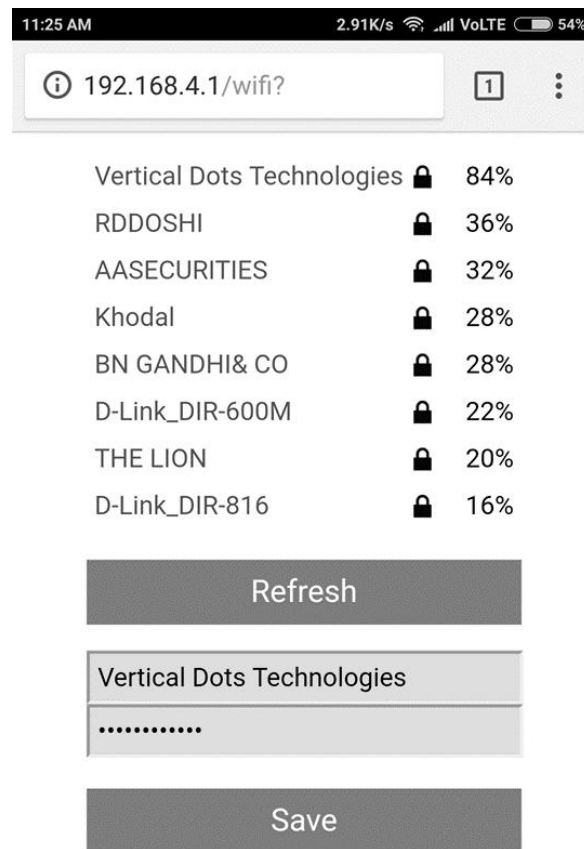 11:25 AM 2.91K/s VoLTE 54%
192.168.4.1/wifi? 1
Vertical Dots Technologies 84%
RDDOSHI 36%
AASECURITIES 32%
Khodal 28%
BN GANDHI& CO 28%
D-Link_DIR-600M 22%
THE LION 20%
D-Link_DIR-816 16%
Refresh
Vertical Dots Technologies
••••••••••••
Save